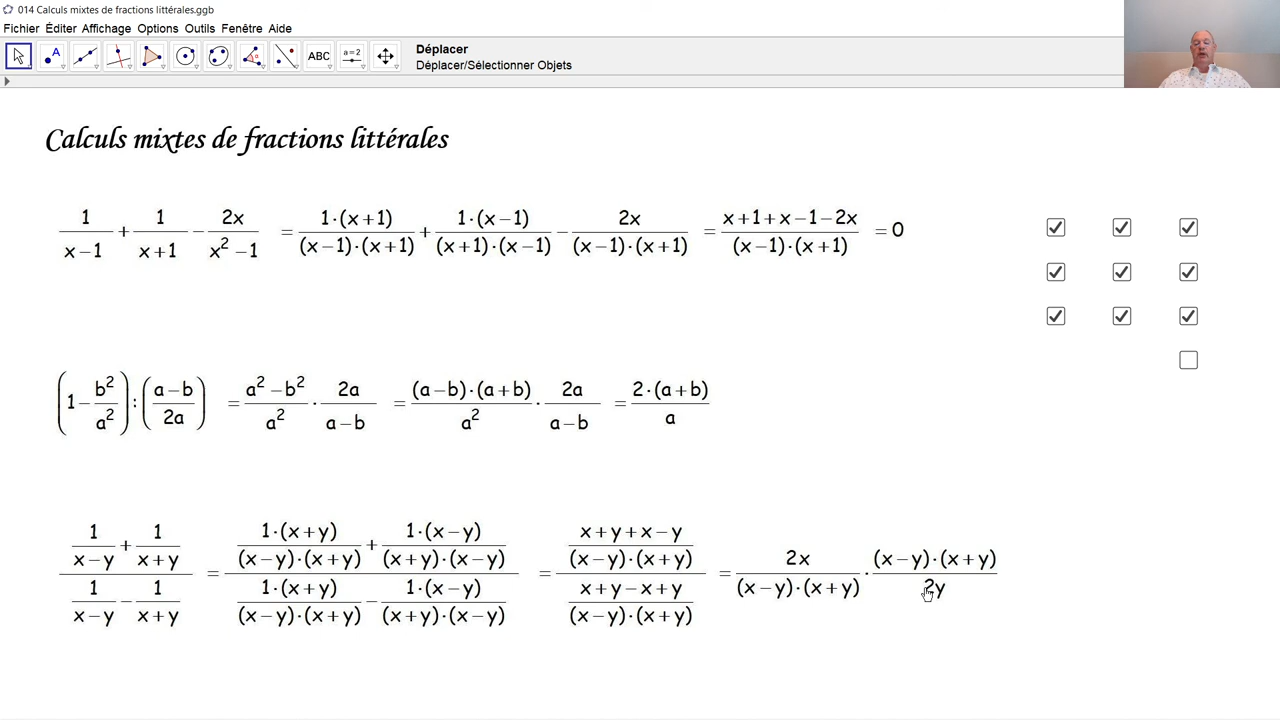 014 Calculs mixtes de fractions littérales.ggb
Fichier Éditer Affichage Options Outils Fenêtre Aide
A ABC a=2 Déplacer
Déplacer/Sélectionner Objets
Calculs mixtes de fractions littérales
1/(x−1) + 1/(x+1) − 2x/(x²−1) = 1·(x+1)/((x−1)·(x+1)) + 1·(x−1)/((x+1)·(x−1)) − 2x/((x−1)·(x+1)) = (x+1+x−1−2x)/((x−1)·(x+1)) = 0
(1−b²/a²):((a−b)/2a) = (a²−b²)/a² · 2a/(a−b) = (a−b)·(a+b)/a² · 2a/(a−b) = 2·(a+b)/a
(1/(x−y) + 1/(x+y))/(1/(x−y) − 1/(x+y)) = (1·(x+y)/((x−y)·(x+y)) + 1·(x−y)/((x+y)·(x−y)))/(1·(x+y)/((x−y)·(x+y)) − 1·(x−y)/((x+y)·(x−y))) = ((x+y+x−y)/((x−y)·(x+y)))/((x+y−x+y)/((x−y)·(x+y))) = 2x/((x−y)·(x+y)) · (x−y)·(x+y)/2y